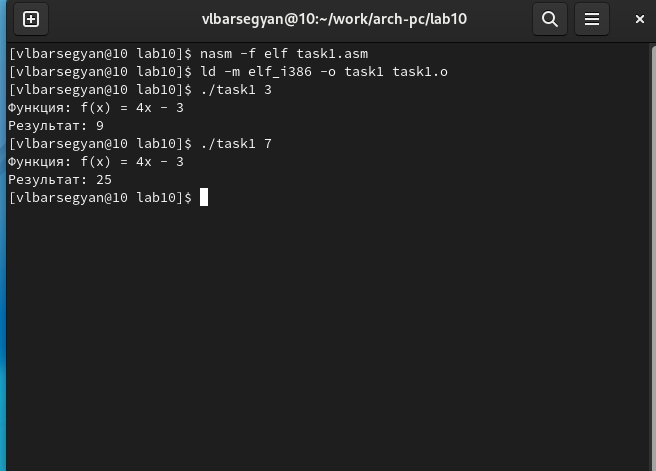 vlbarsegyan@10:~/work/arch-pc/lab10
[vlbarsegyan@10 lab10]$ nasm -f elf task1.asm
[vlbarsegyan@10 lab10]$ ld -m elf_i386 -o task1 task1.o
[vlbarsegyan@10 lab10]$ ./task1 3
Функция: f(x) = 4x - 3
Результат: 9
[vlbarsegyan@10 lab10]$ ./task1 7
Функция: f(x) = 4x - 3
Результат: 25
[vlbarsegyan@10 lab10]$